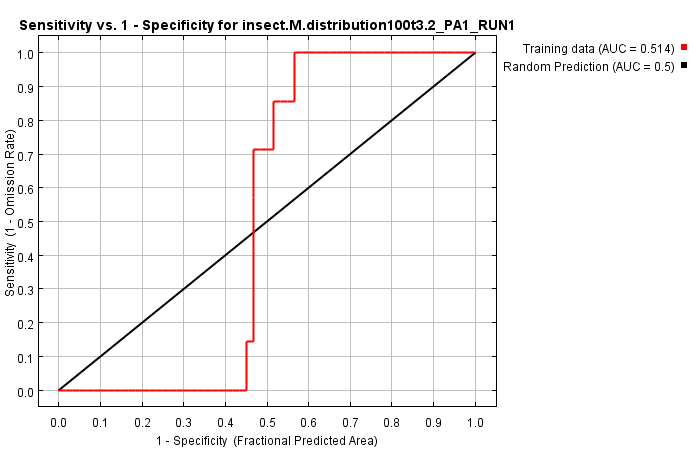 Sensitivity vs. 1 - Specificity for insect.M.distribution100t3.2_PA1_RUN1
Training data (AUC = 0.514)
Random Prediction (AUC = 0.5)
Sensitivity (1 - Omission Rate)
1.0
0.9
0.8
0.7
0.6
0.5
0.4
0.3
0.2
0.1
0.0
0.0 0.1 0.2 0.3 0.4 0.5 0.6 0.7 0.8 0.9 1.0
1 - Specificity (Fractional Predicted Area)